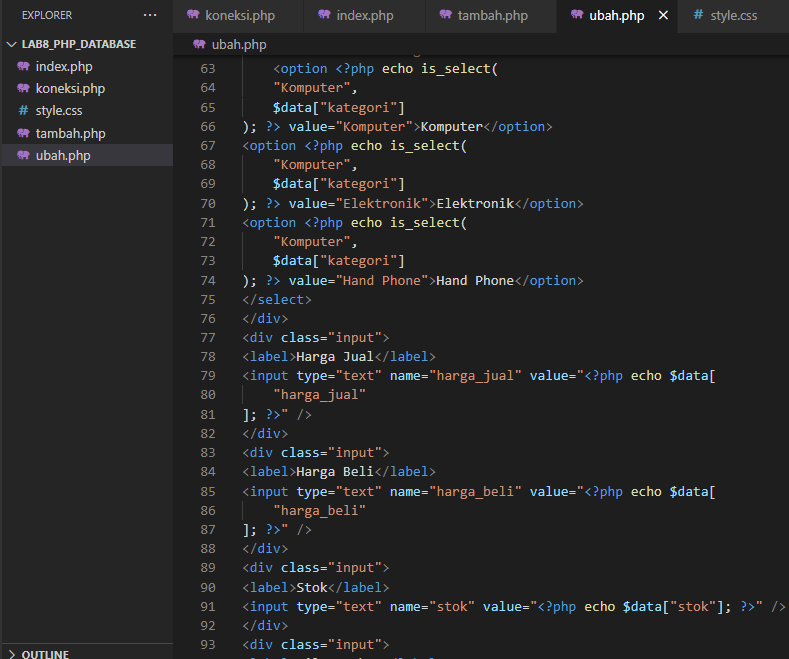 EXPLORER
LAB8_PHP_DATABASE
index.php
koneksi.php
style.css
tambah.php
ubah.php
OUTLINE
koneksi.php index.php tambah.php ubah.php style.css
ubah.php
63 <option <?php echo is_select(
64 "Komputer",
65 $data["kategori"]
66 ); ?> value="Komputer">Komputer</option>
67 <option <?php echo is_select(
68 "Komputer",
69 $data["kategori"]
70 ); ?> value="Elektronik">Elektronik</option>
71 <option <?php echo is_select(
72 "Komputer",
73 $data["kategori"]
74 ); ?> value="Hand Phone">Hand Phone</option>
75 </select>
76 </div>
77 <div class="input">
78 <label>Harga Jual</label>
79 <input type="text" name="harga_jual" value="<?php echo $data[
80 "harga_jual"
81 ]; ?>" />
82 </div>
83 <div class="input">
84 <label>Harga Beli</label>
85 <input type="text" name="harga_beli" value="<?php echo $data[
86 "harga_beli"
87 ]; ?>" />
88 </div>
89 <div class="input">
90 <label>Stok</label>
91 <input type="text" name="stok" value="<?php echo $data["stok"]; ?>" />
92 </div>
93 <div class="input">